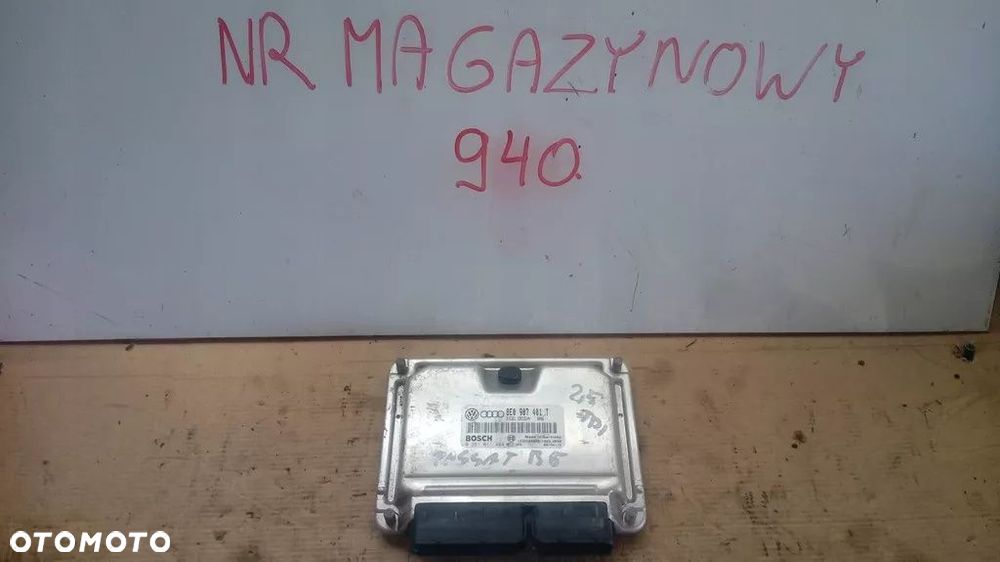 NR MAGAZYNOWY
940
8E0 907 401 T
BOSCH
PASSAT B5
2,5
TDI
OTOMOTO